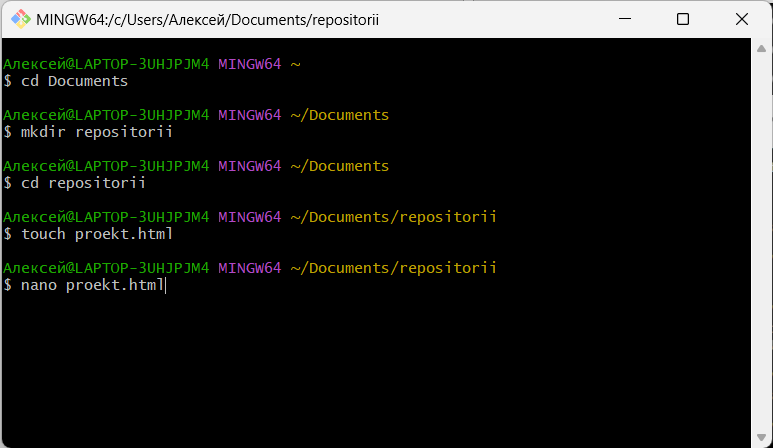 MINGW64:/c/Users/Алексей/Documents/repositorii
Алексей@LAPTOP-3UHJPJM4 MINGW64 ~
$ cd Documents
Алексей@LAPTOP-3UHJPJM4 MINGW64 ~/Documents
$ mkdir repositorii
Алексей@LAPTOP-3UHJPJM4 MINGW64 ~/Documents
$ cd repositorii
Алексей@LAPTOP-3UHJPJM4 MINGW64 ~/Documents/repositorii
$ touch proekt.html
Алексей@LAPTOP-3UHJPJM4 MINGW64 ~/Documents/repositorii
$ nano proekt.html